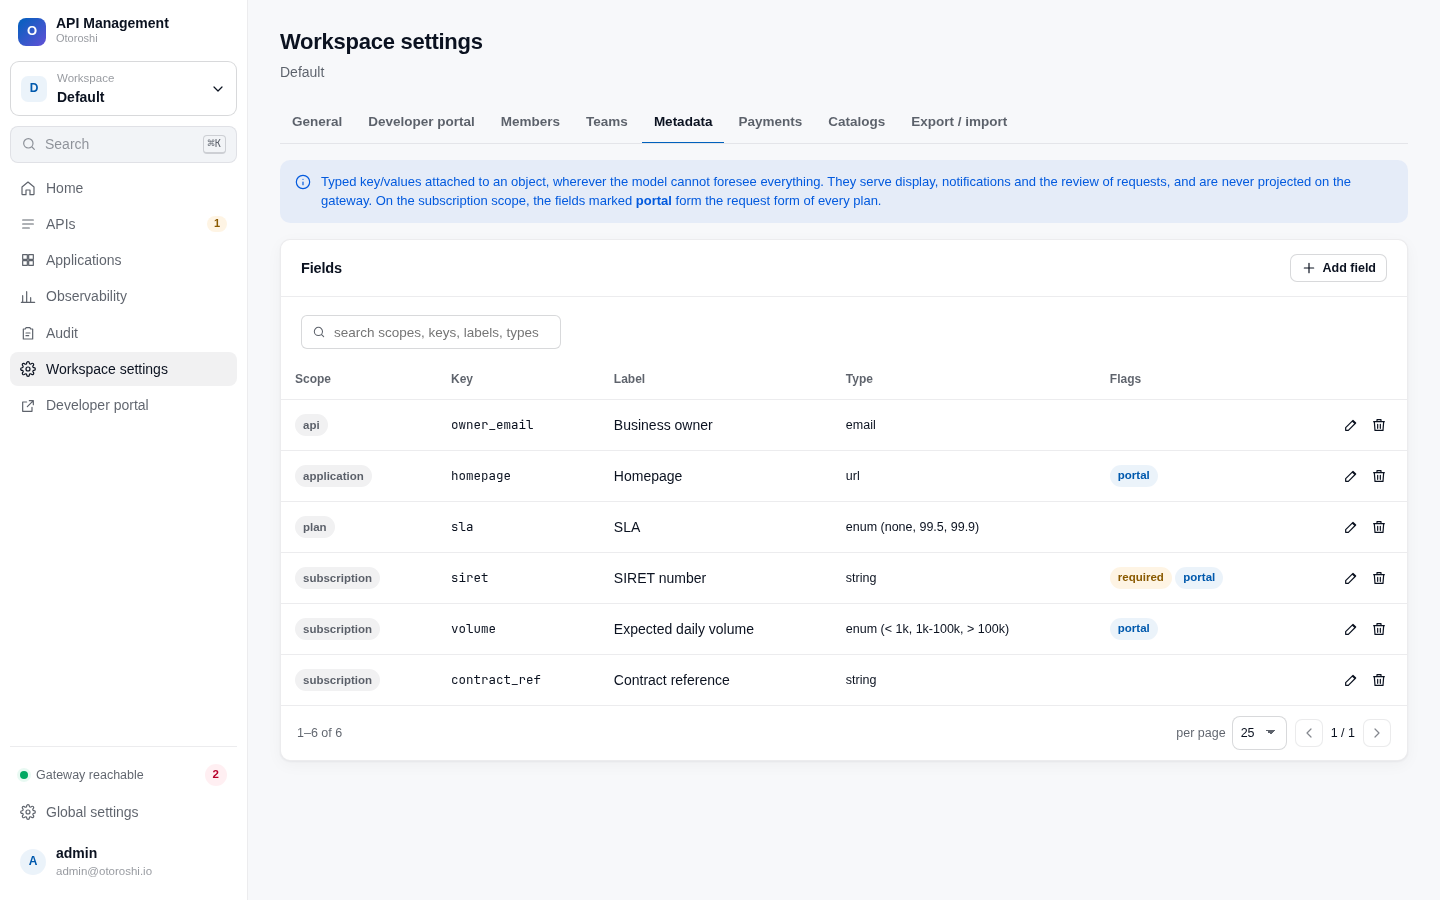 O
API Management
Otoroshi
D
Workspace
Default
Search
⌘K
Home
APIs
1
Applications
Observability
Audit
Workspace settings
Developer portal
Gateway reachable
2
Global settings
A
admin
admin@otoroshi.io
Workspace settings
Default
General Developer portal Members Teams Metadata Payments Catalogs Export / import
Typed key/values attached to an object, wherever the model cannot foresee everything. They serve display, notifications and the review of requests, and are never projected on the
gateway. On the subscription scope, the fields marked portal form the request form of every plan.
Fields
Add field
search scopes, keys, labels, types
Scope Key Label Type Flags
api owner_email Business owner email
application homepage Homepage url portal
plan sla SLA enum (none, 99.5, 99.9)
subscription siret SIRET number string required portal
subscription volume Expected daily volume enum (< 1k, 1k-100k, > 100k) portal
subscription contract_ref Contract reference string
1–6 of 6
per page 25 1 / 1